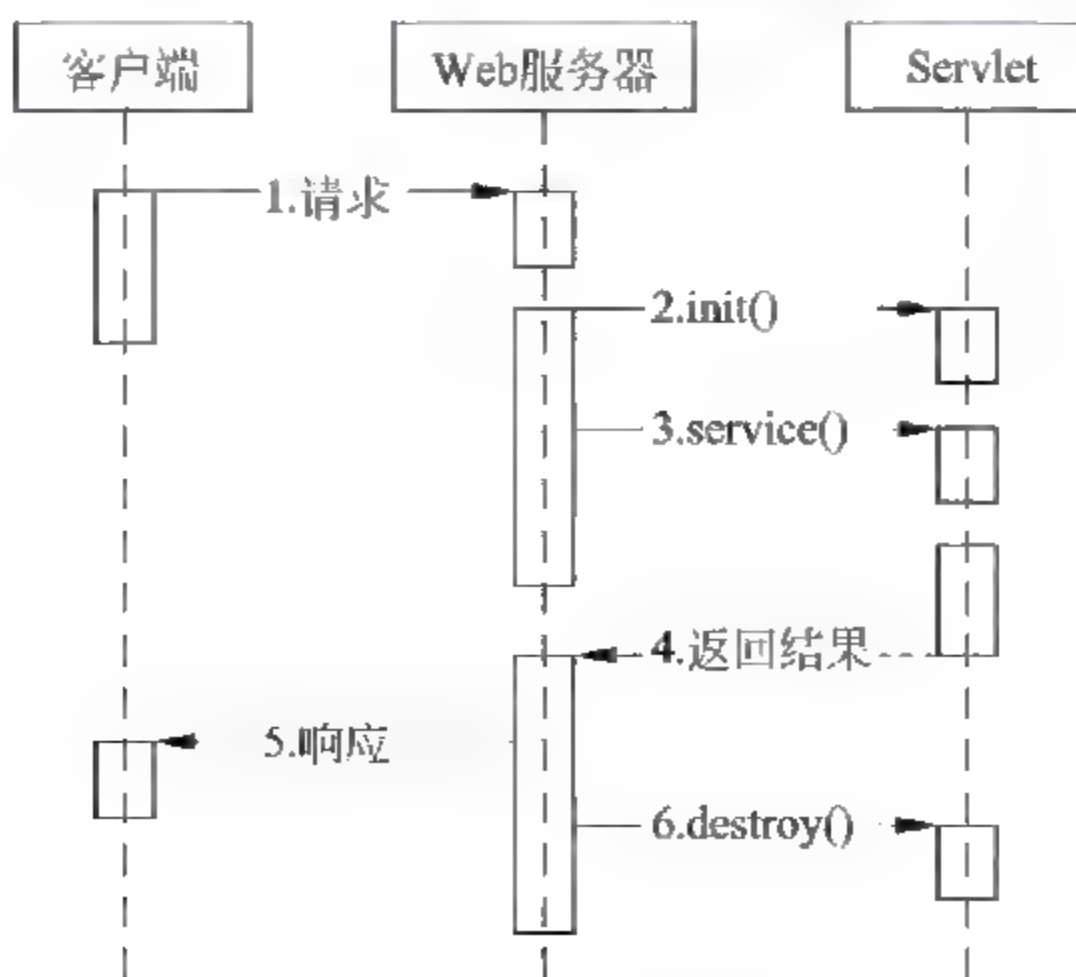 客户端
Web服务器
Servlet
1.请求
2.init()
3.service()
4.返回结果
5.响应
6.destroy()